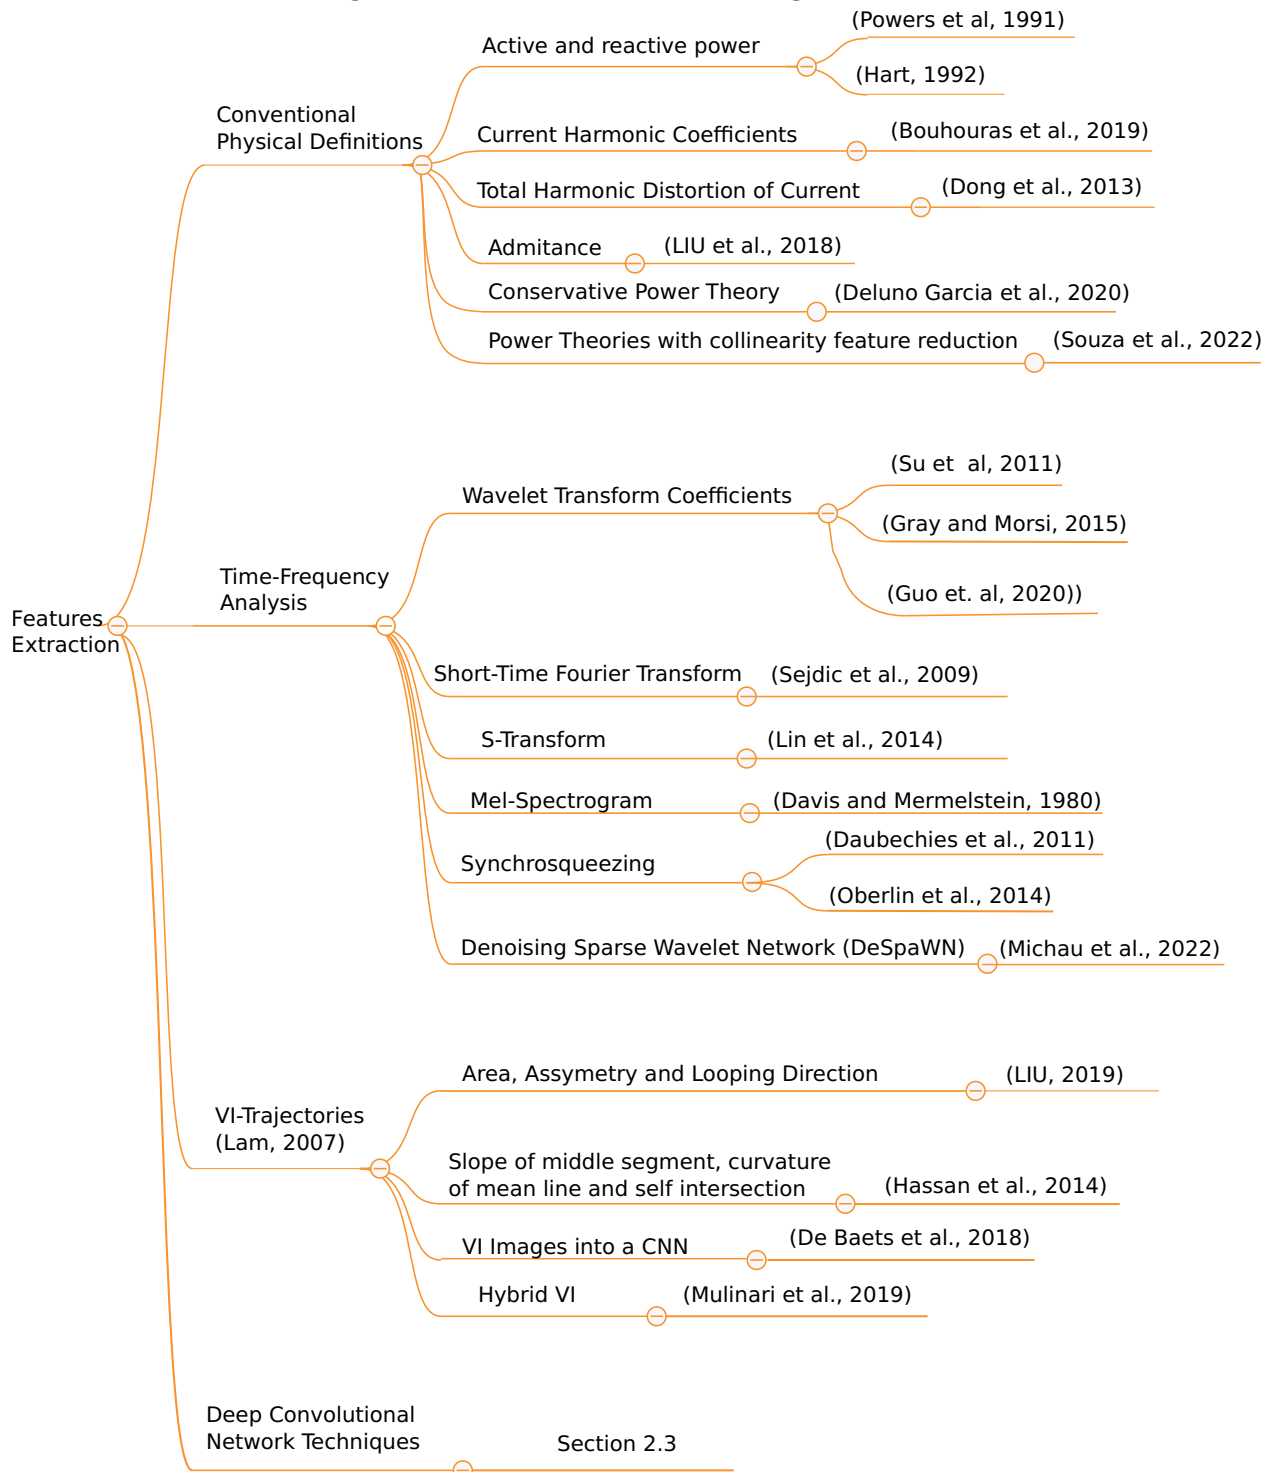 (Powers et al, 1991)
Active and reactive power
(Hart, 1992)
Conventional
Physical Definitions
Current Harmonic Coefficients
(Bouhouras et al., 2019)
Total Harmonic Distortion of Current
(Dong et al., 2013)
Admitance
(LIU et al., 2018)
Conservative Power Theory
(Deluno Garcia et al., 2020)
Power Theories with collinearity feature reduction
(Souza et al., 2022)
(Su et  al, 2011)
Wavelet Transform Coefficients
(Gray and Morsi, 2015)
(Guo et. al, 2020))
Time-Frequency
Analysis
Features
Extraction
Short-Time Fourier Transform
(Sejdic et al., 2009)
S-Transform
(Lin et al., 2014)
Mel-Spectrogram
(Davis and Mermelstein, 1980)
(Daubechies et al., 2011)
Synchrosqueezing
(Oberlin et al., 2014)
Denoising Sparse Wavelet Network (DeSpaWN)
(Michau et al., 2022)
Area, Assymetry and Looping Direction
(LIU, 2019)
VI-Trajectories
(Lam, 2007)
Slope of middle segment, curvature
of mean line and self intersection
(Hassan et al., 2014)
VI Images into a CNN
(De Baets et al., 2018)
Hybrid VI
(Mulinari et al., 2019)
Deep Convolutional
Network Techniques
Section 2.3